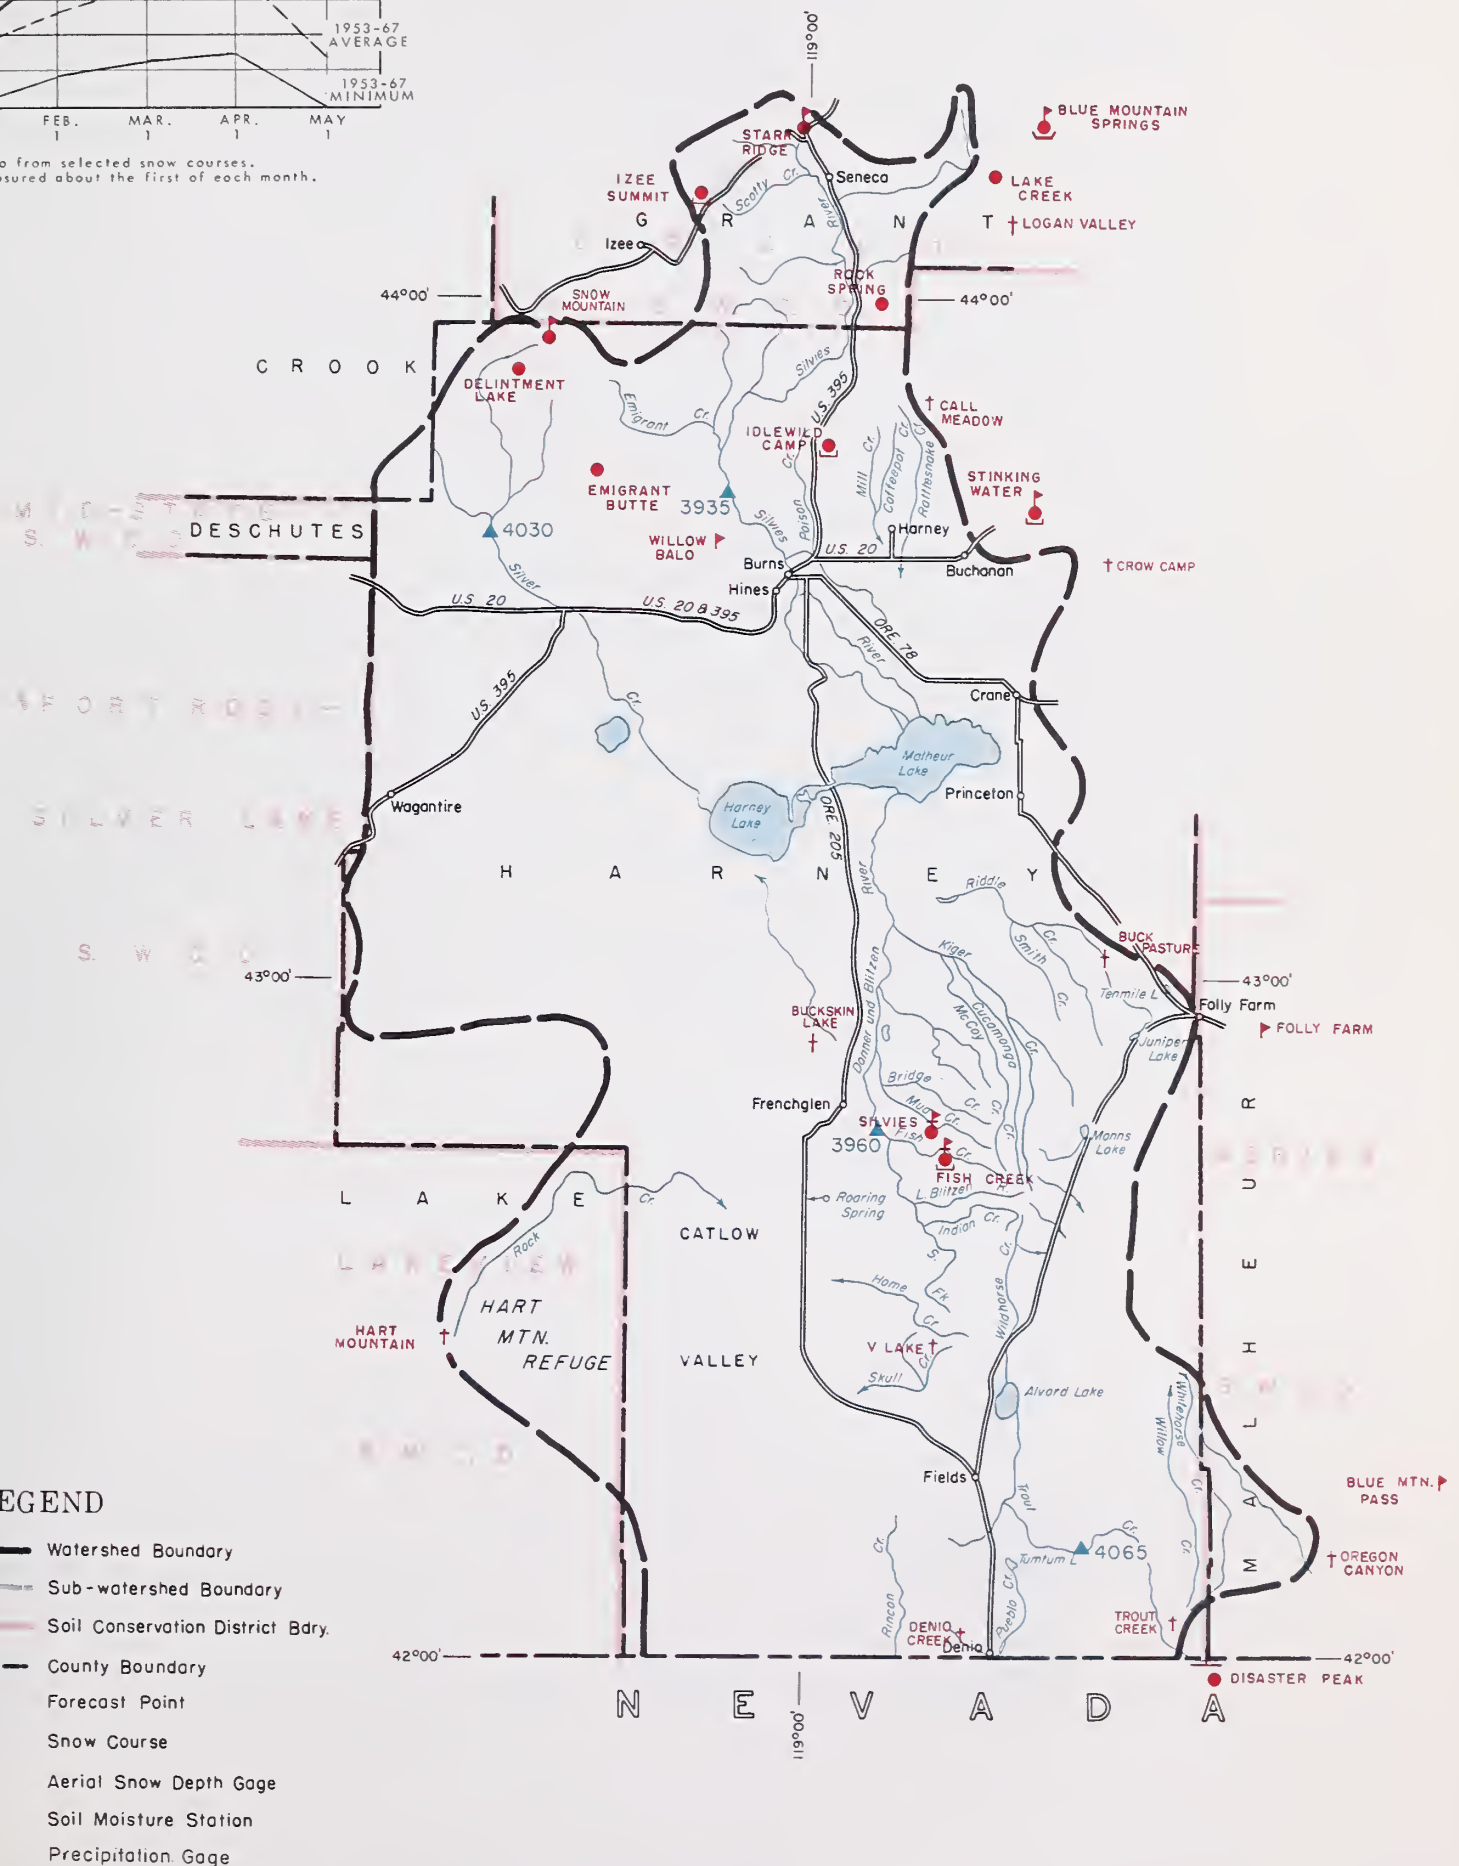 1953-67
AVERAGE
1953-67
MINIMUM
FEB.
1
MAR.
1
APR.
1
MAY
1
from selected snow courses.
about the first of each month.
119°00'
BLUE MOUNTAIN
SPRINGS
STARR
RIDGE
Seneca
IZEE
SUMMIT
Scotty Cr.
River
LAKE
CREEK
G R A N T
LOGAN VALLEY
Izee
ROCK
SPRING
44°00'
SNOW
MOUNTAIN
44°00'
C R O O K
DELINTMENT
LAKE
Silvies
Emigrant Cr.
U.S. 395
CALL
MEADOW
IDLEWILD
CAMP
Cr.
Mill Cr.
Coffeepot Cr.
Rattlesnake Cr.
STINKING
WATER
EMIGRANT
BUTTE
3935
Poison
Silvies
Harney
DESCHUTES
4030
WILLOW
BALO
U.S. 20
Burns
Buchanan
CROW CAMP
Silver
Hines
U.S. 20
U.S. 20 & 395
ORE. 78
River
Crane
Cr.
U.S. 395
Malheur
Lake
Princeton
Wagontire
Harney
Lake
ORE. 205
SILVER LAKE
H A R N E Y
River
Riddle
Cr.
Smith
Cr.
BUCK
PASTURE
Kiger
S. W. C. D.
43°00'
43°00'
Donner und Blitzen
Tenmile L.
Cucamonga
Cr.
McCoy
Folly Farm
BUCKSKIN
LAKE
FOLLY FARM
Juniper
Lake
Bridge
Cr.
Frenchglen
Mud Cr.
Cr.
SILVIES
3960
Fish Cr.
Cr.
Manns
Lake
FISH CREEK
L A K E
Cr.
L. Blitzen R.
Roaring
Spring
CATLOW
Indian Cr.
Rock
Cr.
S.
Fk
LAKEVIEW
Home
Cr.
Wildhorse
HART
MTN.
REFUGE
HART
MOUNTAIN
V LAKE
Cr.
VALLEY
Skull
Alvord Lake
Whitehorse
Willow
M A L H E U R
Fields
Cr.
BLUE MTN.
PASS
LEGEND
Trout
Cr.
Cr.
Watershed Boundary
4065
Tumtum L.
Cr.
OREGON
CANYON
Sub-watershed Boundary
Rincon
Pueblo Cr.
Soil Conservation District Bdry.
DENIO
CREEK
Denio
TROUT
CREEK
County Boundary
42°00'
42°00'
DISASTER PEAK
Forecast Point
N E V A D A
119°00'
Snow Course
Aerial Snow Depth Gage
Soil Moisture Station
Precipitation Gage